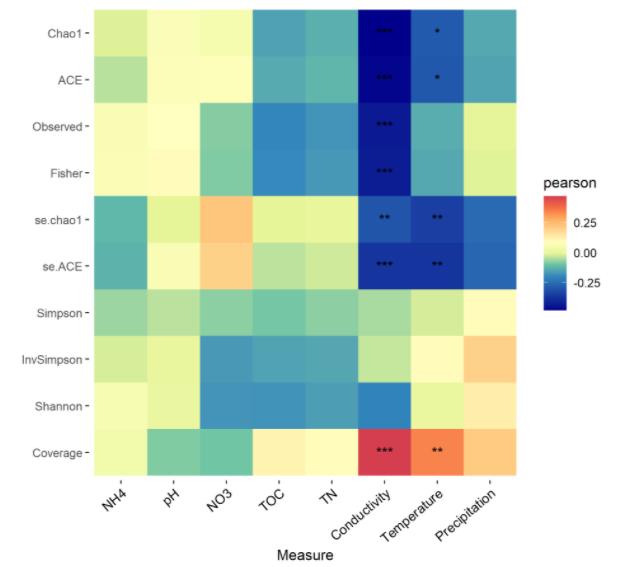 Chao1
*** *
ACE
*** *
Observed
***
Fisher
***
se.chao1
** **
se.ACE
*** **
Simpson
InvSimpson
Shannon
Coverage
*** **
NH4
pH
NO3
TOC
TN
Conductivity
Temperature
Precipitation
Measure
pearson
0.25
0.00
-0.25